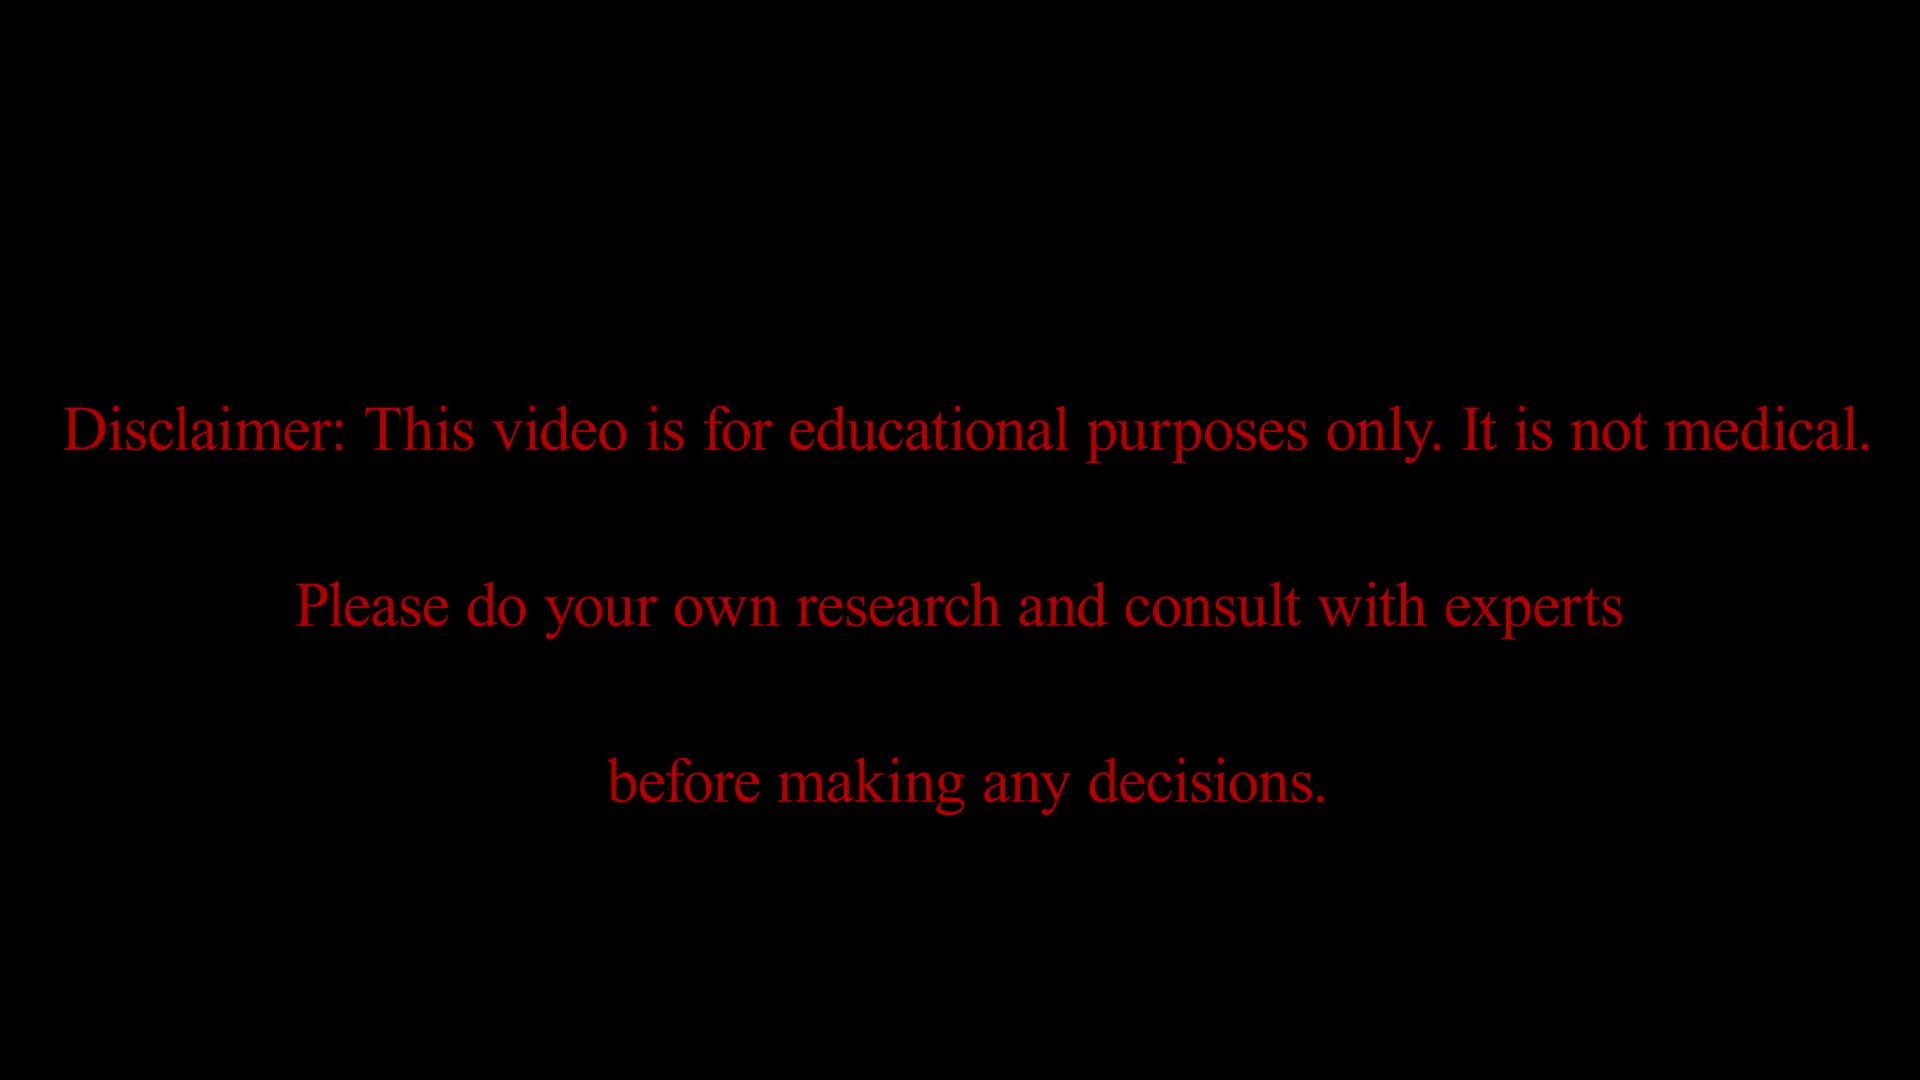 Disclaimer: This video is for educational purposes only. It is not medical.
Please do your own research and consult with experts
before making any decisions.